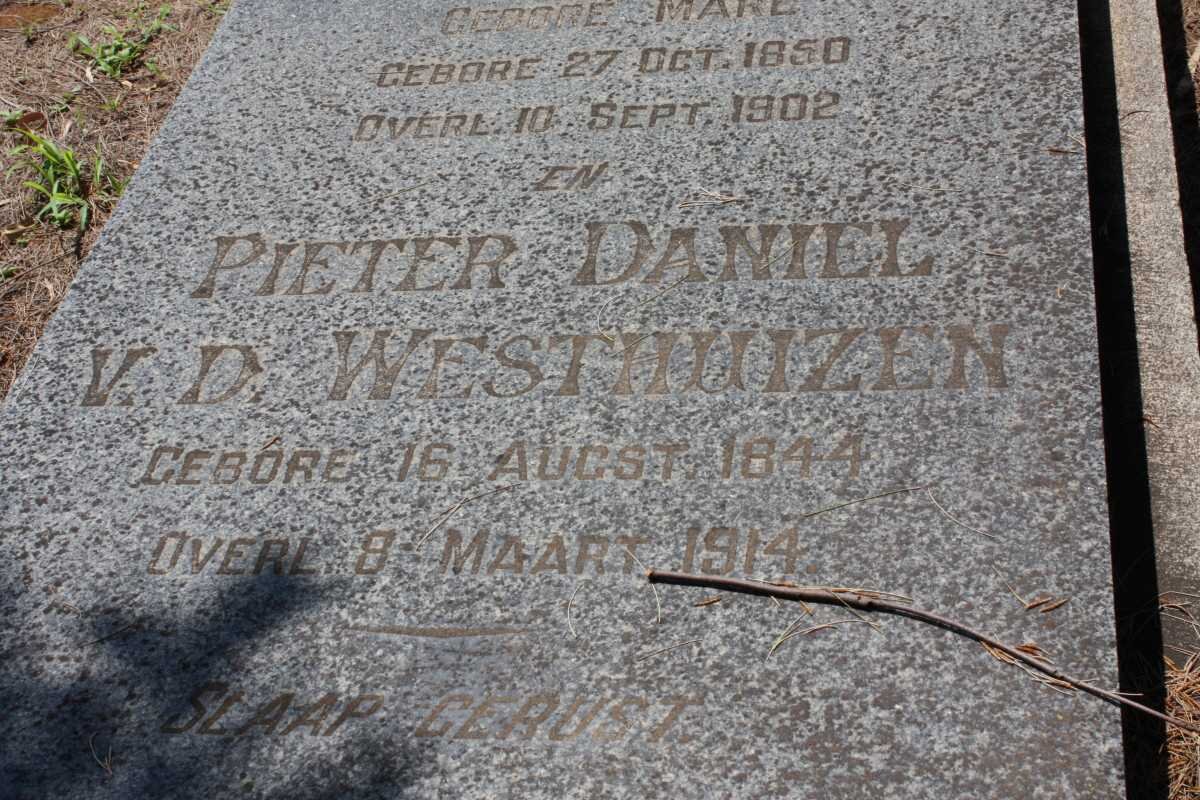 GEBORE MARE
GEBORE 27 OCT. 1850
OVERL. 10 SEPT. 1902
EN
PIETER DANIEL
V. D. WESTHUIZEN
GEBORE 16 AUGST. 1844
OVERL. 8 MAART 1914.
SLAAP GERUST.